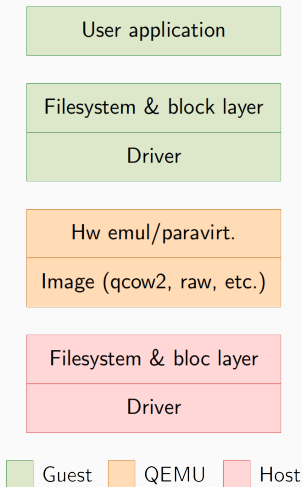 User application
Filesystem & block layer
Driver
Hw emul/paravirt.
Image (qcow2, raw, etc.)
Filesystem & bloc layer
Driver
Guest QEMU Host